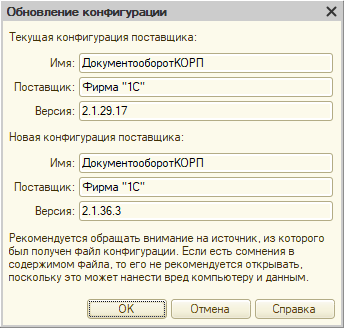 Обновление конфигурации
Текущая конфигурация поставщика:
Имя: ДокументооборотКОРП
Поставщик: Фирма "1С"
Версия: 2.1.29.17
Новая конфигурация поставщика:
Имя: ДокументооборотКОРП
Поставщик: Фирма "1С"
Версия: 2.1.36.3
Рекомендуется обращать внимание на источник, из которого
был получен файл конфигурации. Если есть сомнения в
содержимом файла, то его не рекомендуется открывать,
поскольку это может нанести вред компьютеру и данным.
OK Отмена Справка